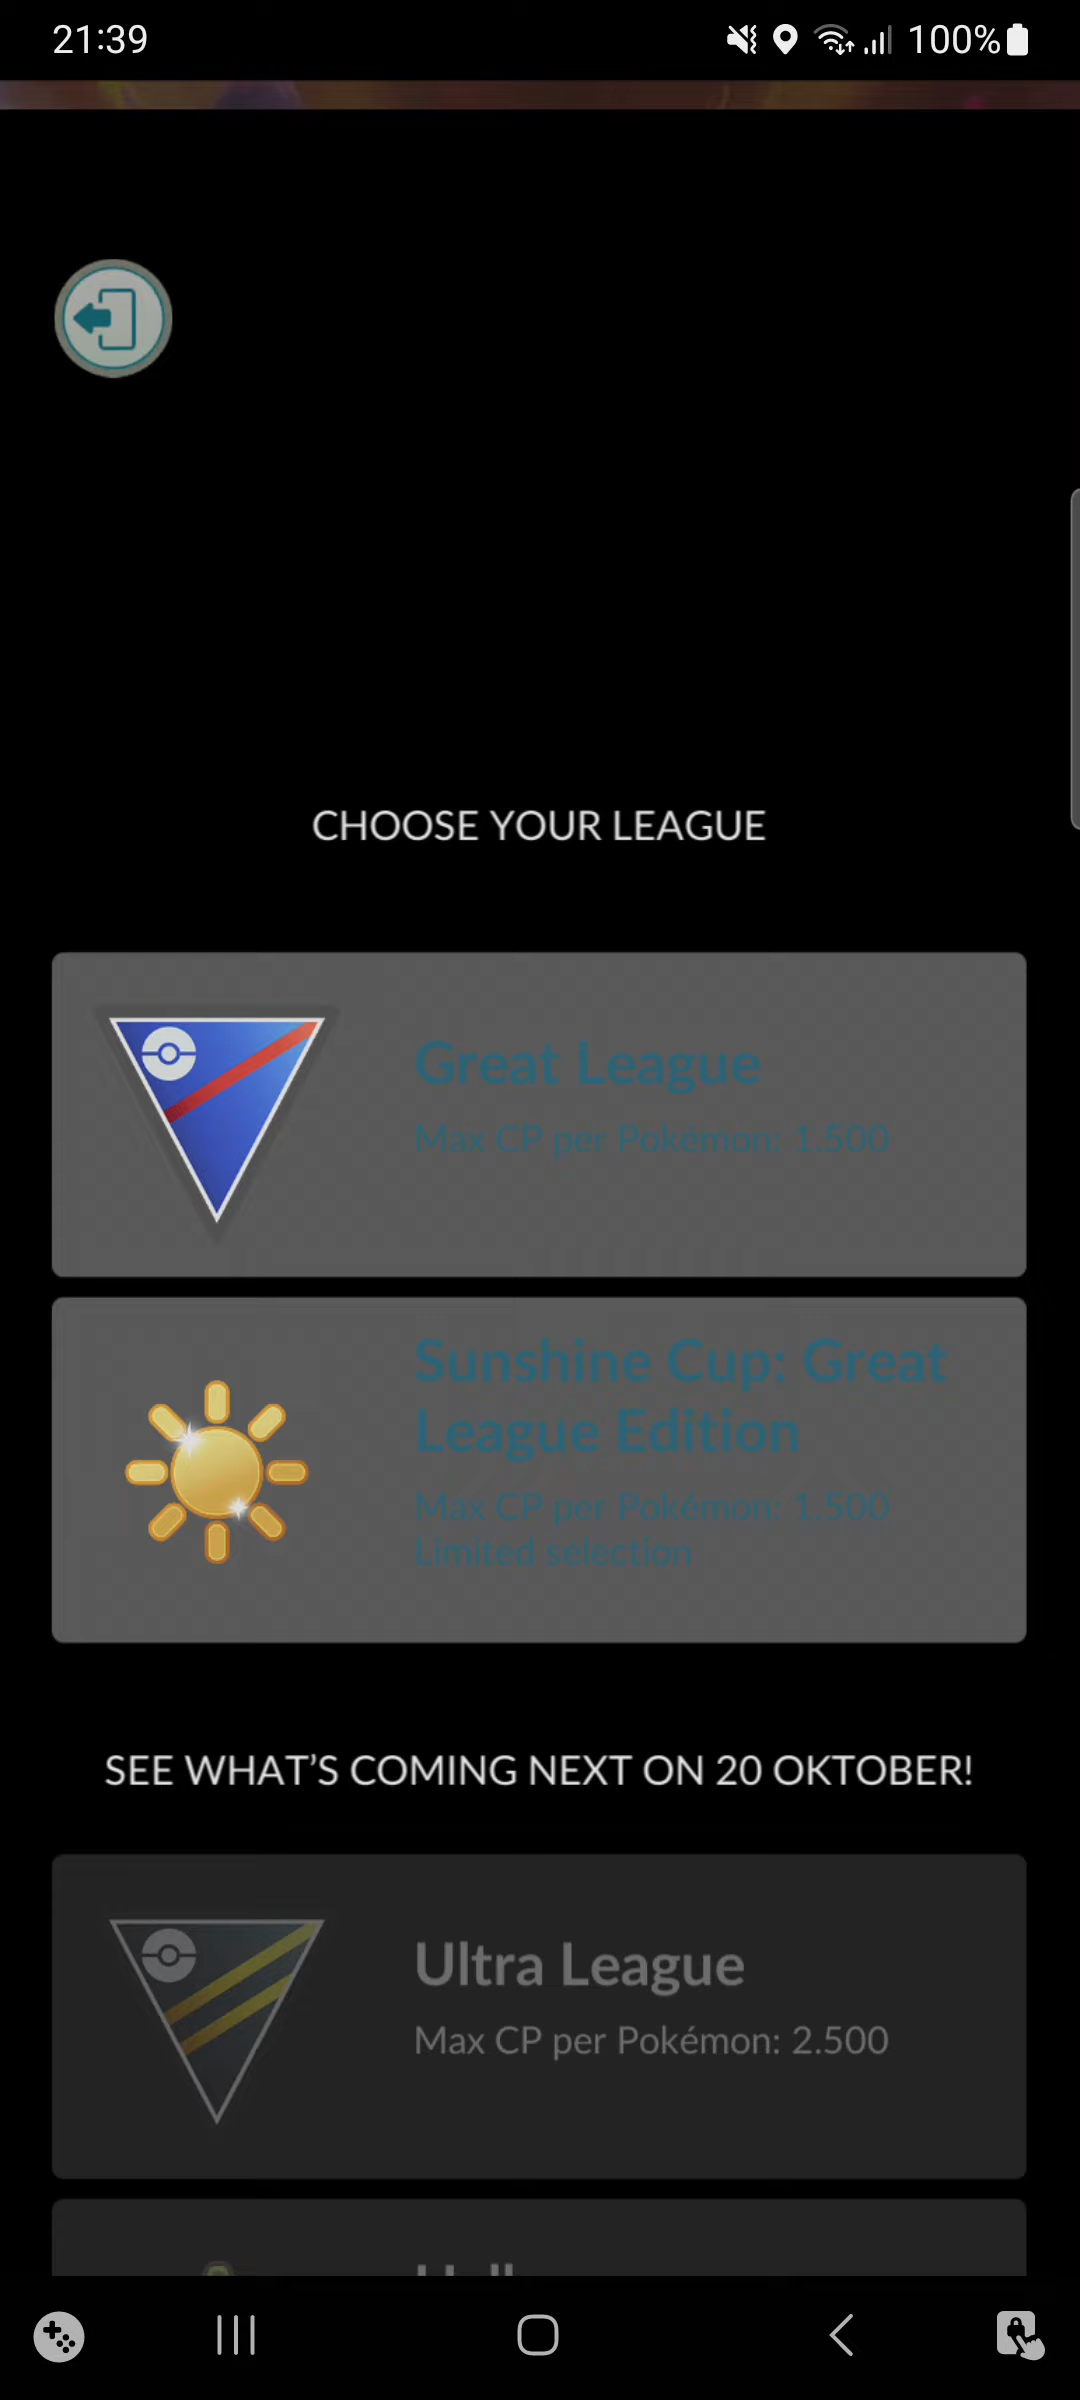 21:39
100%
CHOOSE YOUR LEAGUE
Great League
Max CP per Pokémon: 1.500
Sunshine Cup: Great
League Edition
Max CP per Pokémon: 1.500
Limited selection
SEE WHAT’S COMING NEXT ON 20 OKTOBER!
Ultra League
Max CP per Pokémon: 2.500